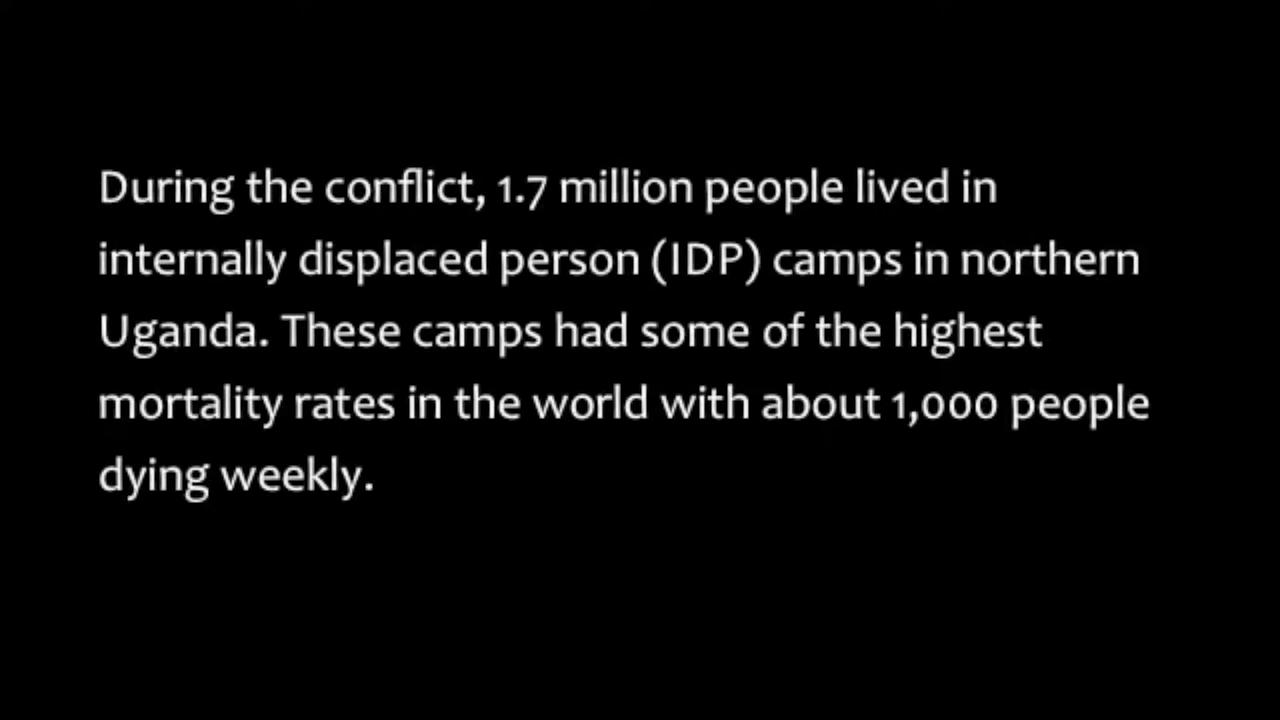 During the conflict, 1.7 million people lived in
internally displaced person (IDP) camps in northern
Uganda. These camps had some of the highest
mortality rates in the world with about 1,000 people
dying weekly.